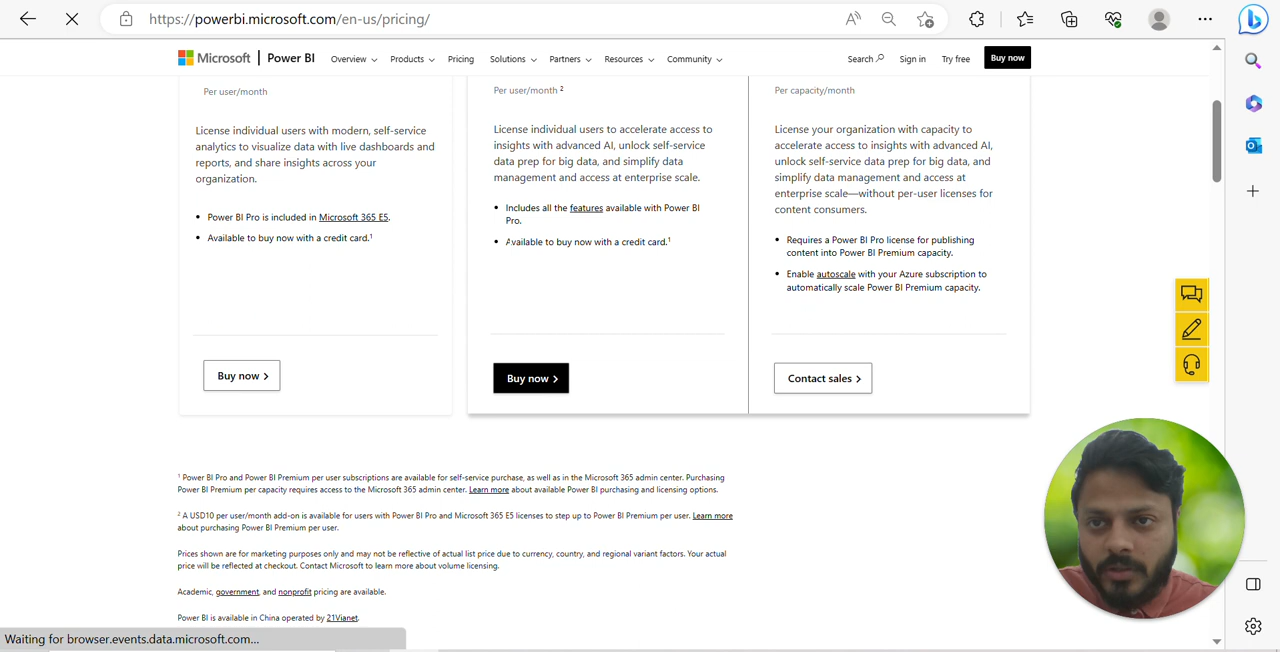 https://powerbi.microsoft.com/en-us/pricing/
Microsoft | Power BI Overview Products Pricing Solutions Partners Resources Community Search Sign in Try free Buy now
Per user/month
License individual users with modern, self-service
analytics to visualize data with live dashboards and
reports, and share insights across your
organization.
Power BI Pro is included in Microsoft 365 E5.
Available to buy now with a credit card.1
Buy now
Per user/month 2
License individual users to accelerate access to
insights with advanced AI, unlock self-service
data prep for big data, and simplify data
management and access at enterprise scale.
Includes all the features available with Power BI
Pro.
Available to buy now with a credit card.1
Buy now
Per capacity/month
License your organization with capacity to
accelerate access to insights with advanced AI,
unlock self-service data prep for big data, and
simplify data management and access at
enterprise scale—without per-user licenses for
content consumers.
Requires a Power BI Pro license for publishing
content into Power BI Premium capacity.
Enable autoscale with your Azure subscription to
automatically scale Power BI Premium capacity.
Contact sales
1 Power BI Pro and Power BI Premium per user subscriptions are available for self-service purchase, as well as in the Microsoft 365 admin center. Purchasing
Power BI Premium per capacity requires access to the Microsoft 365 admin center. Learn more about available Power BI purchasing and licensing options.
2 A USD10 per user/month add-on is available for users with Power BI Pro and Microsoft 365 E5 licenses to step up to Power BI Premium per user. Learn more
about purchasing Power BI Premium per user.
Prices shown are for marketing purposes only and may not be reflective of actual list price due to currency, country, and regional variant factors. Your actual
price will be reflected at checkout. Contact Microsoft to learn more about volume licensing.
Academic, government, and nonprofit pricing are available.
Power BI is available in China operated by 21Vianet.
Waiting for browser.events.data.microsoft.com...